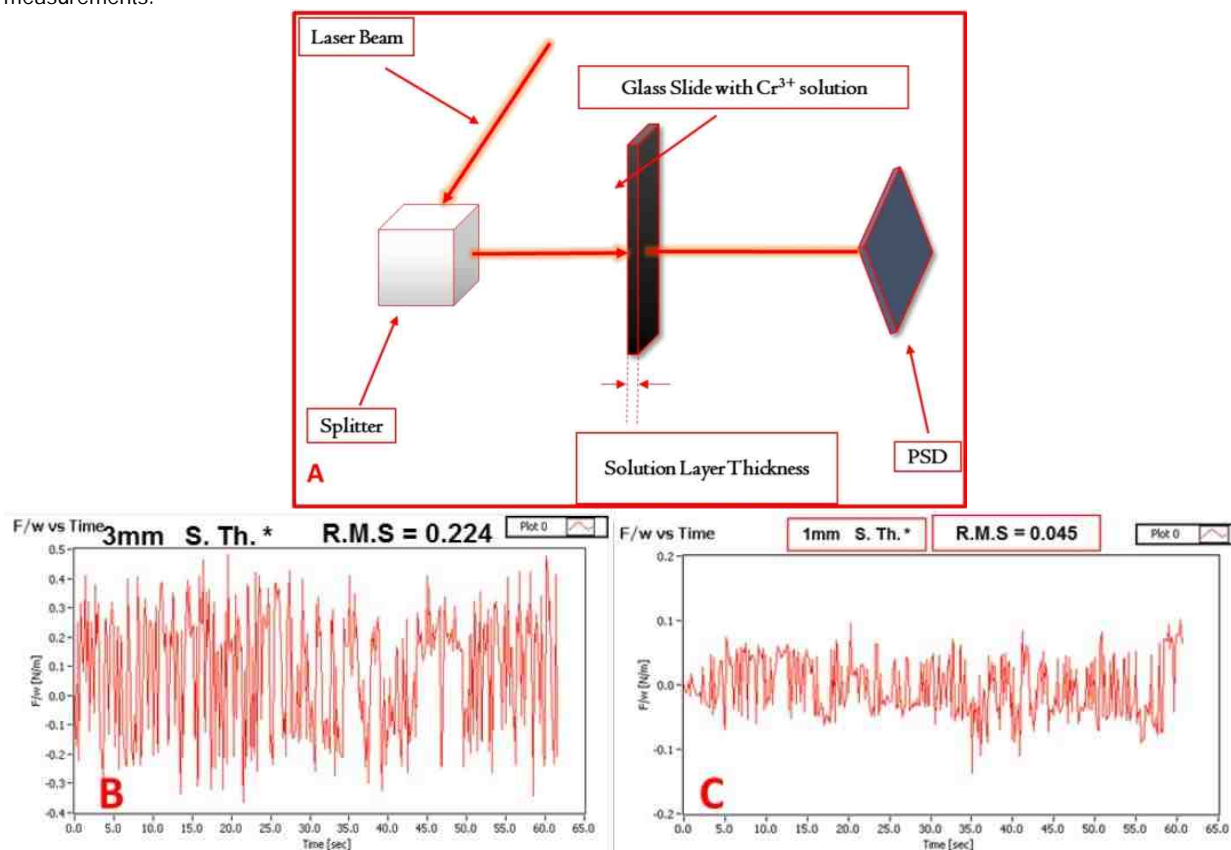 measurements.
Laser Beam
Glass Slide with Cr³⁺ solution
Splitter
Solution Layer Thickness
PSD
A
F/w vs Time 3mm S. Th. * R.M.S = 0.224 Plot 0
0.5
0.4
0.3
0.2
0.1
0.0
-0.1
-0.2
-0.3
-0.4
F/w [N/m]
B
0.0 5.0 10.0 15.0 20.0 25.0 30.0 35.0 40.0 45.0 50.0 55.0 60.0 65.0
Time [sec]
F/w vs Time 1mm S. Th. * R.M.S = 0.045 Plot 0
0.2
0.1
0.0
-0.1
-0.2
F/w [N/m]
C
0.0 5.0 10.0 15.0 20.0 25.0 30.0 35.0 40.0 45.0 50.0 55.0 60.0 65.0
Time [sec]